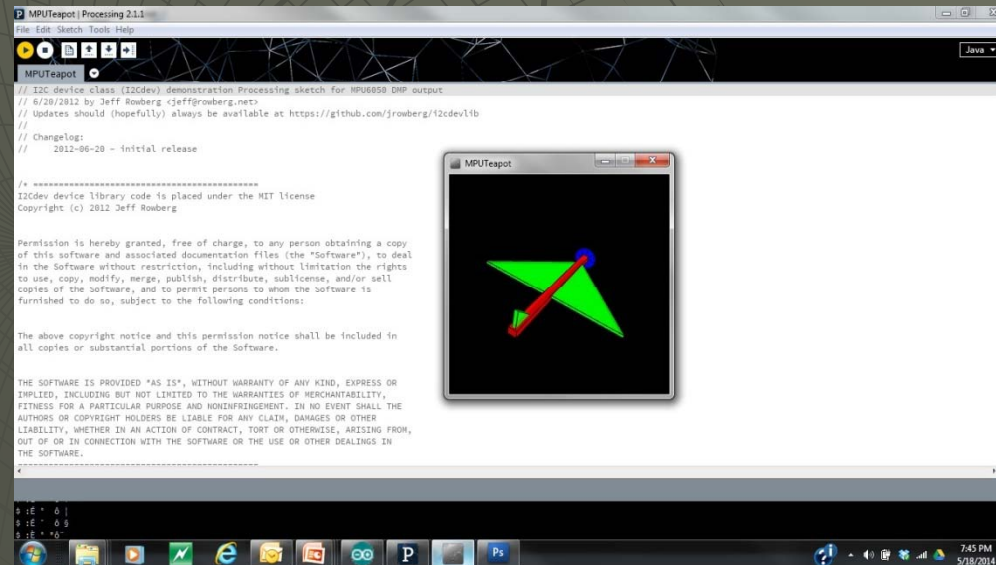 MPUTeapot | Processing 2.1.1
File Edit Sketch Tools Help
Java
MPUTeapot
// I2C device class (I2Cdev) demonstration Processing sketch for MPU6050 DMP output
// 6/20/2012 by Jeff Rowberg <jeff@rowberg.net>
// Updates should (hopefully) always be available at https://github.com/jrowberg/i2cdevlib
//
// Changelog:
//     2012-06-20 - initial release
/* ============================================
I2Cdev device library code is placed under the MIT license
Copyright (c) 2012 Jeff Rowberg
Permission is hereby granted, free of charge, to any person obtaining a copy
of this software and associated documentation files (the "Software"), to deal
in the Software without restriction, including without limitation the rights
to use, copy, modify, merge, publish, distribute, sublicense, and/or sell
copies of the Software, and to permit persons to whom the Software is
furnished to do so, subject to the following conditions:
The above copyright notice and this permission notice shall be included in
all copies or substantial portions of the Software.
THE SOFTWARE IS PROVIDED "AS IS", WITHOUT WARRANTY OF ANY KIND, EXPRESS OR
IMPLIED, INCLUDING BUT NOT LIMITED TO THE WARRANTIES OF MERCHANTABILITY,
FITNESS FOR A PARTICULAR PURPOSE AND NONINFRINGEMENT. IN NO EVENT SHALL THE
AUTHORS OR COPYRIGHT HOLDERS BE LIABLE FOR ANY CLAIM, DAMAGES OR OTHER
LIABILITY, WHETHER IN AN ACTION OF CONTRACT, TORT OR OTHERWISE, ARISING FROM,
OUT OF OR IN CONNECTION WITH THE SOFTWARE OR THE USE OR OTHER DEALINGS IN
THE SOFTWARE.
===============================================
MPUTeapot
P
Ps
7:45 PM
5/18/2014